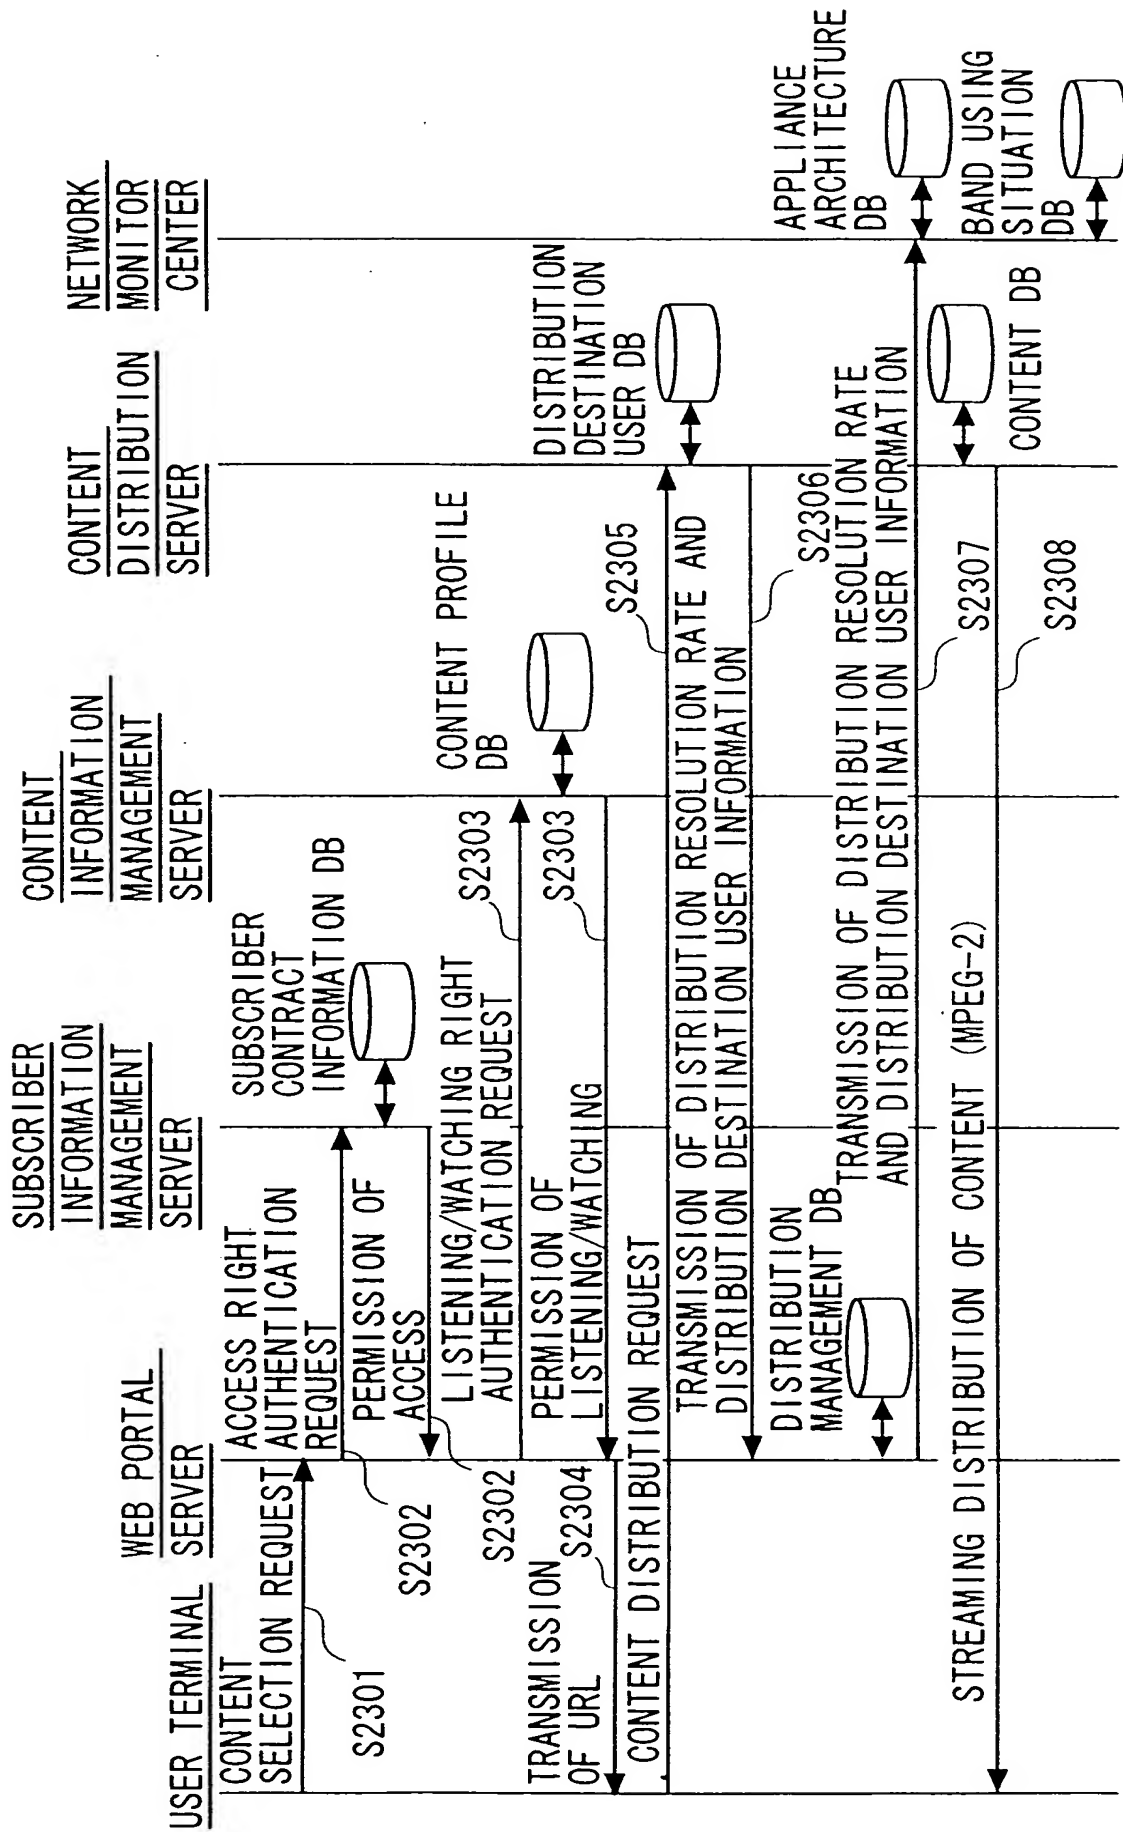 USER TERMINAL
WEB PORTAL
SERVER
SUBSCRIBER
INFORMATION
MANAGEMENT
SERVER
CONTENT
INFORMATION
MANAGEMENT
SERVER
CONTENT
DISTRIBUTION
SERVER
NETWORK
MONITOR
CENTER
CONTENT
SELECTION REQUEST
S2301
ACCESS RIGHT
AUTHENTICATION
REQUEST
S2302
SUBSCRIBER
CONTRACT
INFORMATION DB
PERMISSION OF
ACCESS
S2302
LISTENING/WATCHING RIGHT
AUTHENTICATION REQUEST
S2303
CONTENT PROFILE
DB
PERMISSION OF
LISTENING/WATCHING
S2303
TRANSMISSION
OF URL
S2304
CONTENT DISTRIBUTION REQUEST
S2305
DISTRIBUTION
DESTINATION
USER DB
TRANSMISSION OF DISTRIBUTION RESOLUTION RATE AND
DISTRIBUTION DESTINATION USER INFORMATION
S2306
DISTRIBUTION
MANAGEMENT DB
TRANSMISSION OF DISTRIBUTION RESOLUTION RATE
AND DISTRIBUTION DESTINATION USER INFORMATION
S2307
APPLIANCE
ARCHITECTURE
DB
BAND USING
SITUATION
DB
CONTENT DB
STREAMING DISTRIBUTION OF CONTENT (MPEG-2)
S2308